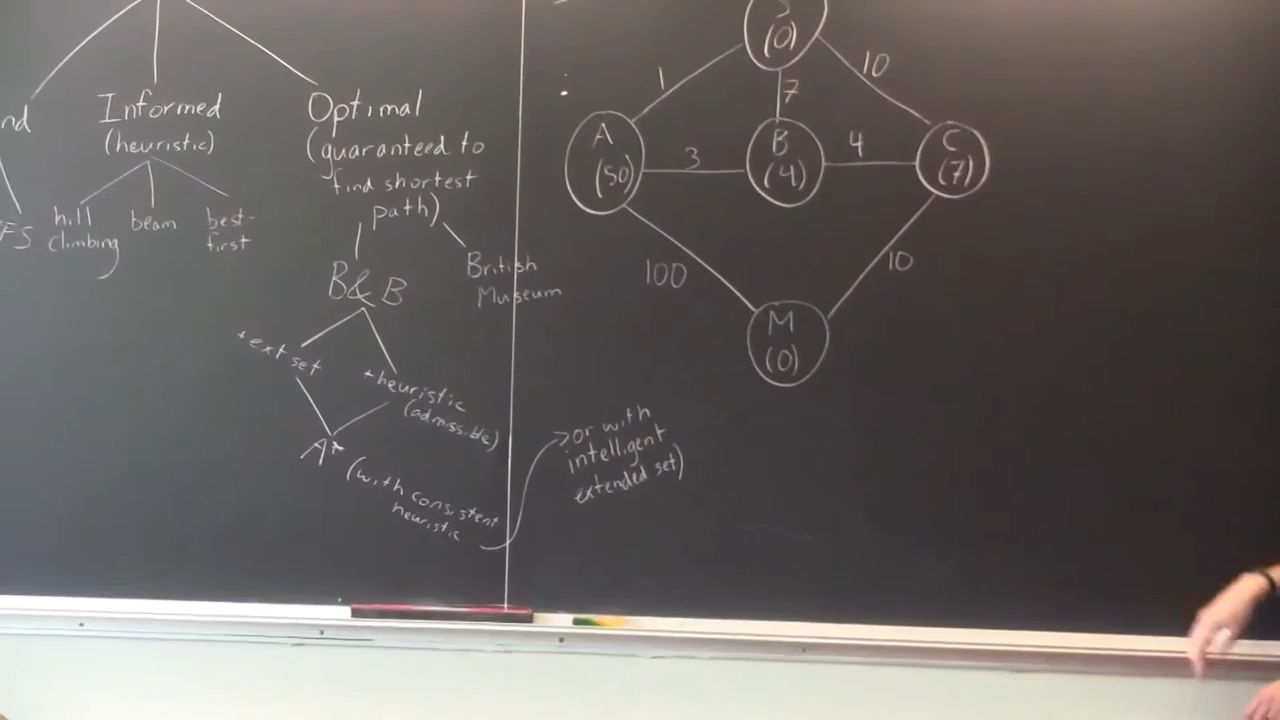 nd
Informed
(heuristic)
FS
hill
climbing
beam
best-
first
Optimal
(guaranteed to
find shortest
path)
B&B
British
Museum
+ext set
+heuristic
(admissible)
A*
(with consistent
heuristic
>or with
intelligent
extended set)
S
(0)
1
7
10
A
(50)
3
B
(4)
4
C
(7)
100
10
M
(0)